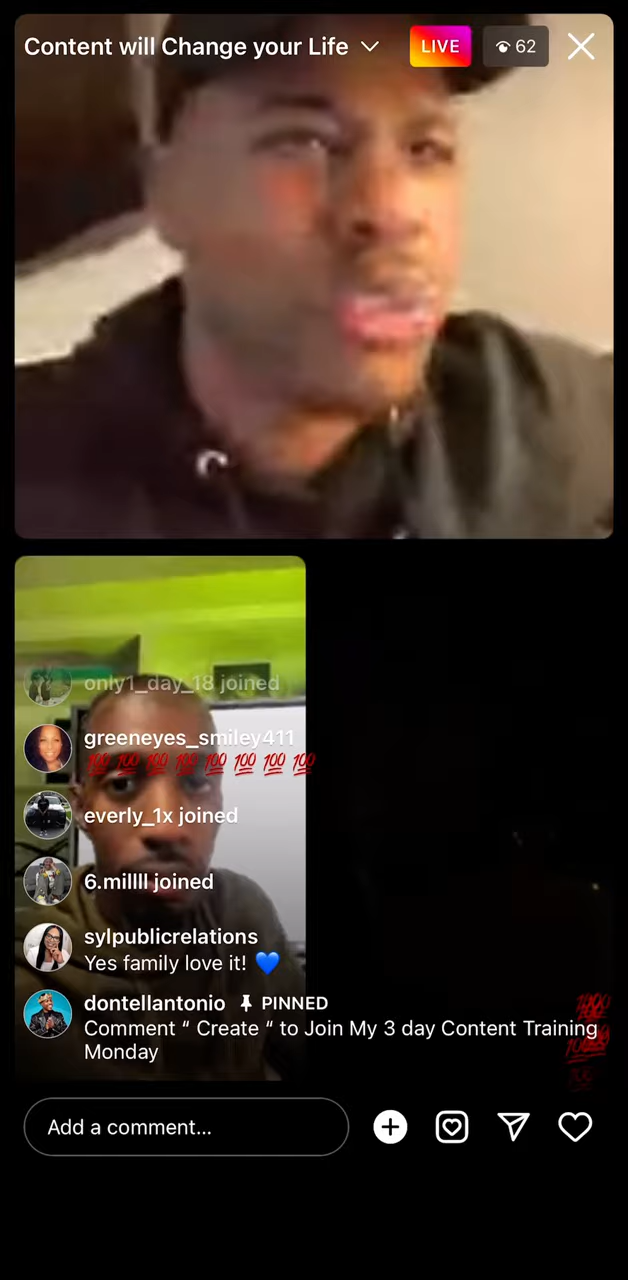 Content will Change your Life
LIVE
62
only1_day_18 joined
greeneyes_smiley411
💯 💯 💯 💯 💯 💯 💯 💯
everly_1x joined
6.millll joined
sylpublicrelations
Yes family love it! 💙
dontellantonio 📌 PINNED
Comment “ Create “ to Join My 3 day Content Training
Monday
Add a comment...